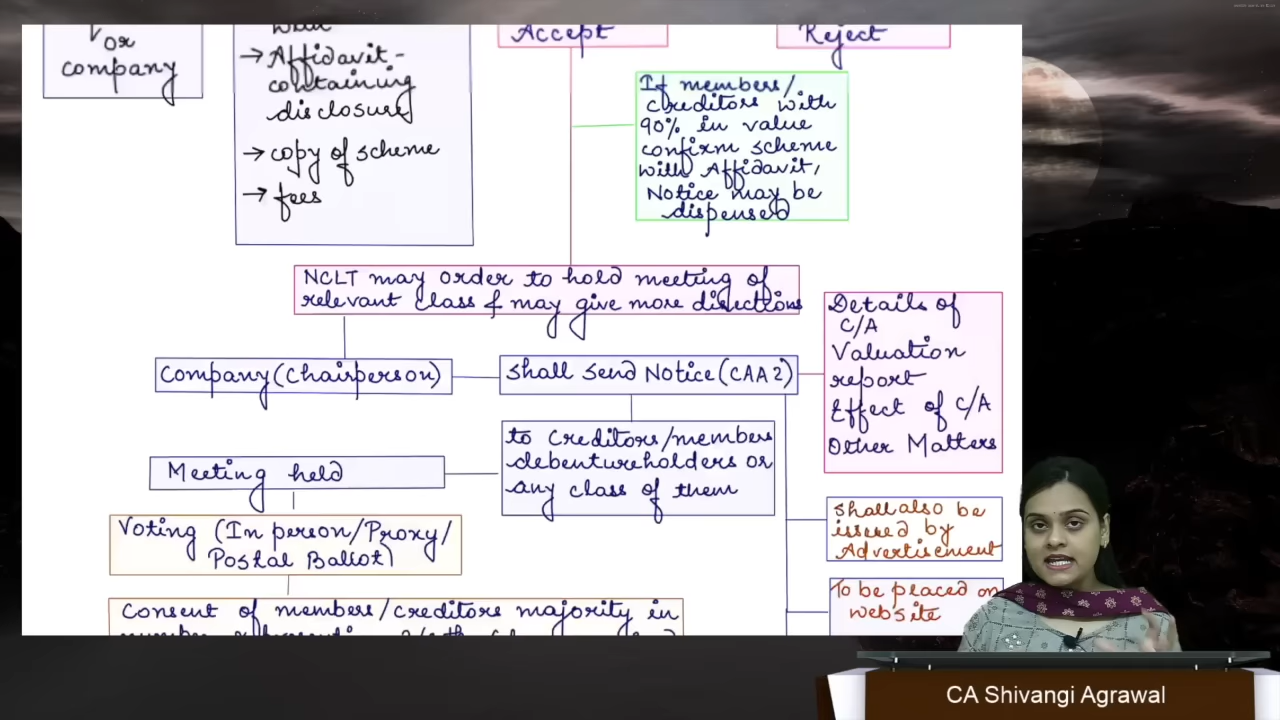 or
company
→ Affidavit-
containing
disclosure
→ copy of scheme
→ fees
Accept
Reject
If members/
creditors with
90% in value
confirm scheme
with Affidavit,
Notice may be
dispensed
NCLT may order to hold meeting of
relevant class & may give more directions
Company (Chairperson)
shall send Notice (CAA2)
Details of
C/A
Valuation
report
Effect of C/A
Other Matters
to creditors/members
debentureholders or
any class of them
Meeting held
Voting (In person/Proxy/
Postal Ballot)
shall also be
issued by
Advertisement
To be placed on
website
Consent of members/creditors majority in
CA Shivangi Agrawal